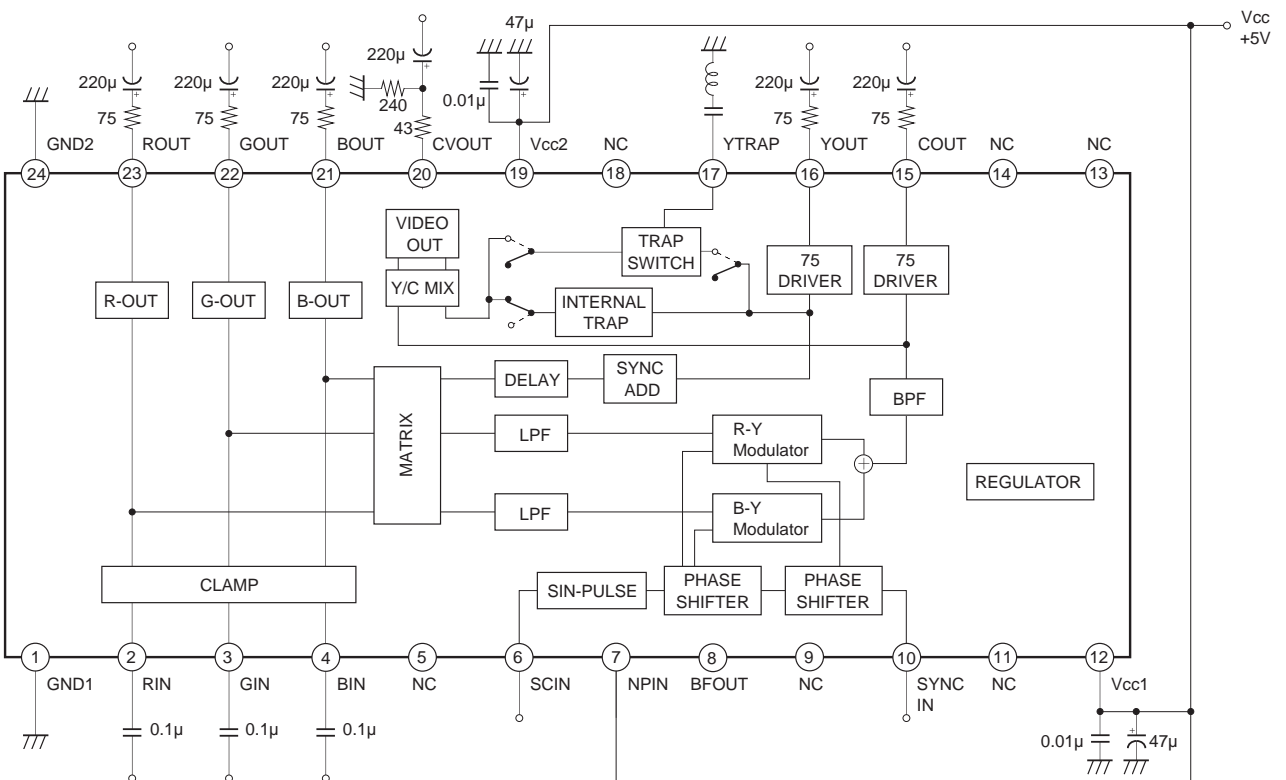 47μ
Vcc
+5V
220μ
220μ
220μ
220μ
220μ
220μ
240
0.01μ
75
75
75
43
75
75
GND2
ROUT
GOUT
BOUT
CVOUT
Vcc2
NC
YTRAP
YOUT
COUT
NC
NC
24
23
22
21
20
19
18
17
16
15
14
13
VIDEO
OUT
TRAP
SWITCH
75
DRIVER
75
DRIVER
R-OUT
G-OUT
B-OUT
Y/C MIX
INTERNAL
TRAP
DELAY
SYNC
ADD
BPF
MATRIX
LPF
R-Y
Modulator
REGULATOR
LPF
B-Y
Modulator
CLAMP
SIN-PULSE
PHASE
SHIFTER
PHASE
SHIFTER
1
2
3
4
5
6
7
8
9
10
11
12
GND1
RIN
GIN
BIN
NC
SCIN
NPIN
BFOUT
NC
SYNC
IN
NC
Vcc1
0.1μ
0.1μ
0.1μ
0.01μ
47μ